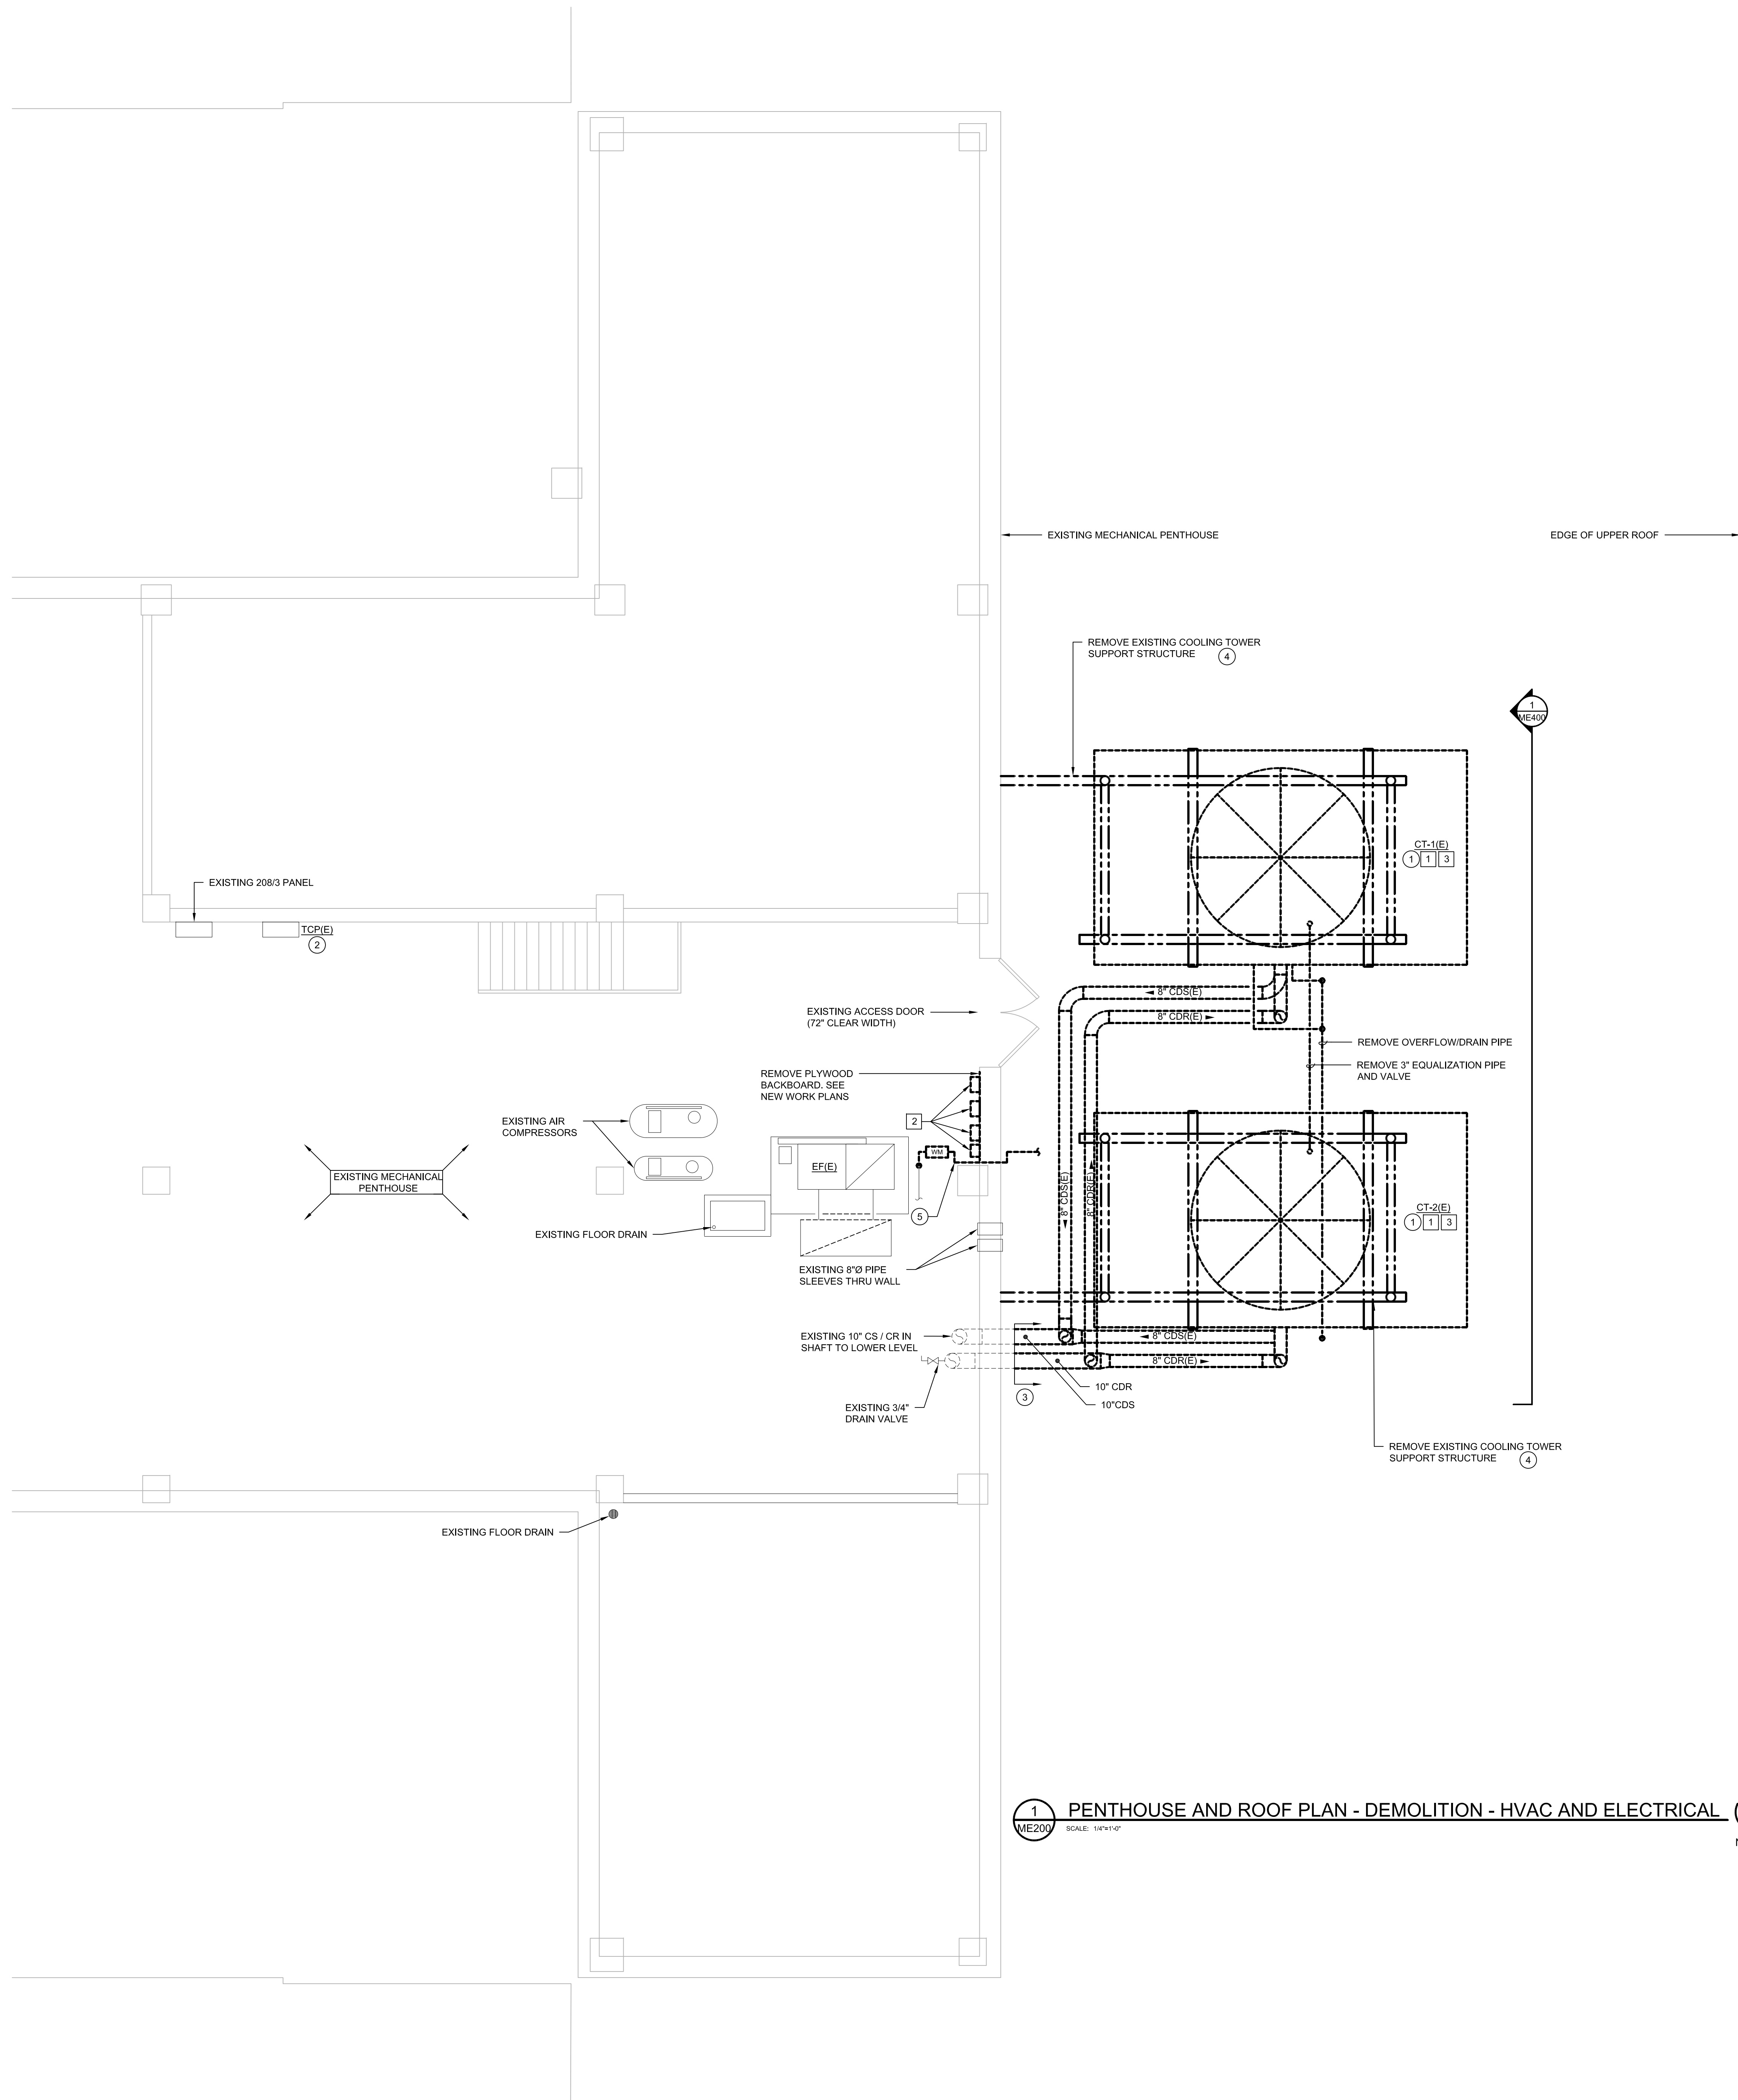 EXISTING MECHANICAL PENTHOUSE
EDGE OF UPPER ROOF
REMOVE EXISTING COOLING TOWER
SUPPORT STRUCTURE
4
1
ME400
CT-1(E)
1 1 3
EXISTING 208/3 PANEL
TCP(E)
2
8" CDS(E)
8" CDR(E)
EXISTING ACCESS DOOR
(72" CLEAR WIDTH)
REMOVE OVERFLOW/DRAIN PIPE
REMOVE 3" EQUALIZATION PIPE
AND VALVE
REMOVE PLYWOOD
BACKBOARD. SEE
NEW WORK PLANS
2
EXISTING AIR
COMPRESSORS
WM
EF(E)
EXISTING MECHANICAL
PENTHOUSE
8" CDS(E)
8" CDR(E)
CT-2(E)
1 1 3
5
EXISTING FLOOR DRAIN
EXISTING 8"Ø PIPE
SLEEVES THRU WALL
EXISTING 10" CS / CR IN
SHAFT TO LOWER LEVEL
8" CDS(E)
8" CDR(E)
10" CDR
10"CDS
3
EXISTING 3/4"
DRAIN VALVE
REMOVE EXISTING COOLING TOWER
SUPPORT STRUCTURE
4
EXISTING FLOOR DRAIN
1
ME200
PENTHOUSE AND ROOF PLAN - DEMOLITION - HVAC AND ELECTRICAL
SCALE: 1/4"=1'-0"